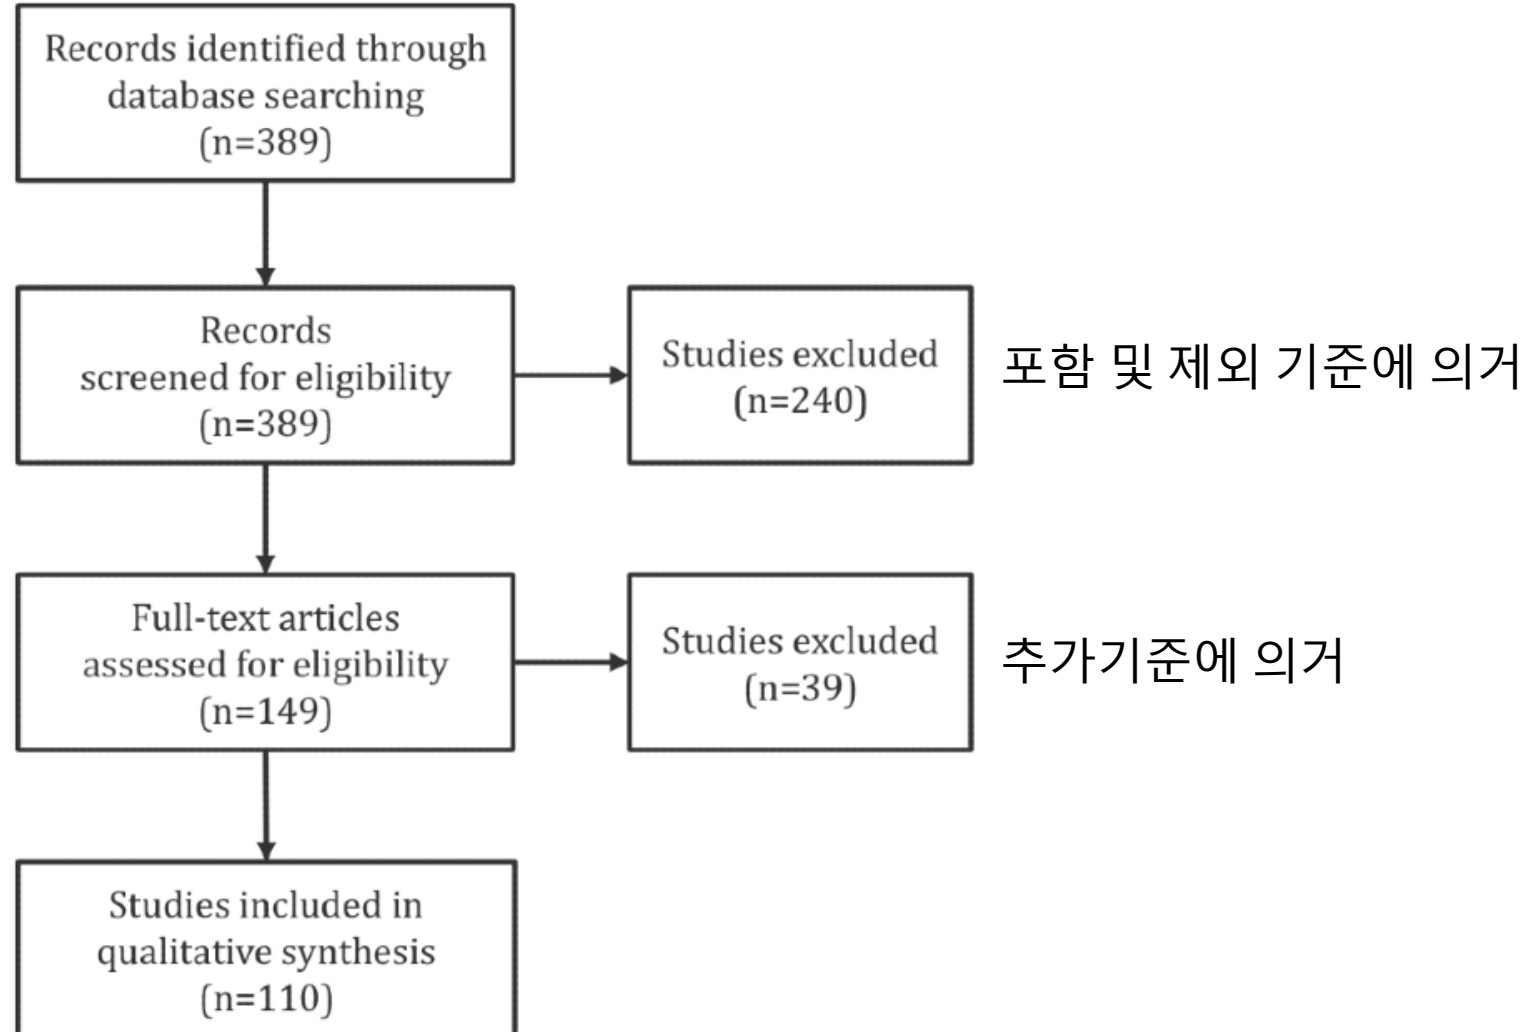 Records identified through
database searching
(n=389)
Records
screened for eligibility
(n=389)
Studies excluded
(n=240)
포함 및 제외 기준에 의거
Full-text articles
assessed for eligibility
(n=149)
Studies excluded
(n=39)
추가기준에 의거
Studies included in
qualitative synthesis
(n=110)